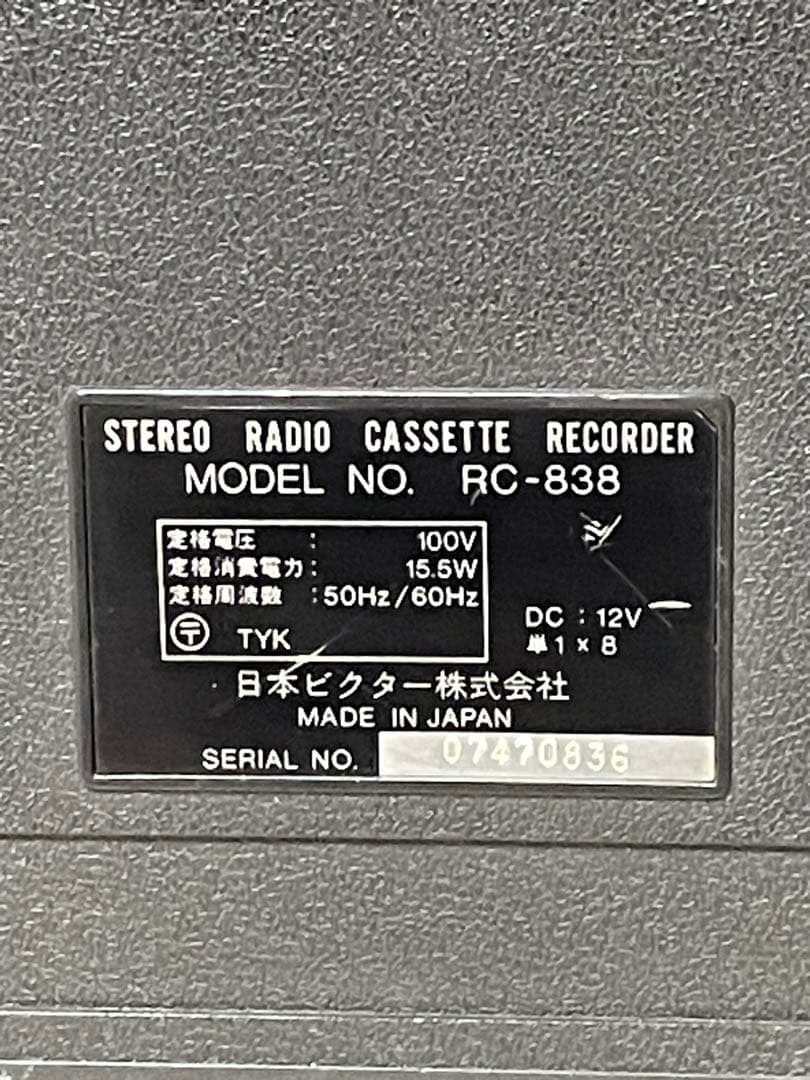 STEREO RADIO CASSETTE RECORDER
MODEL NO. RC-838
定格電圧 : 100V
定格消費電力 : 15.5W
定格周波数 : 50Hz/60Hz
〶 TYK
DC : 12V
単1×8
日本ビクター株式会社
MADE IN JAPAN
SERIAL NO. 07470836